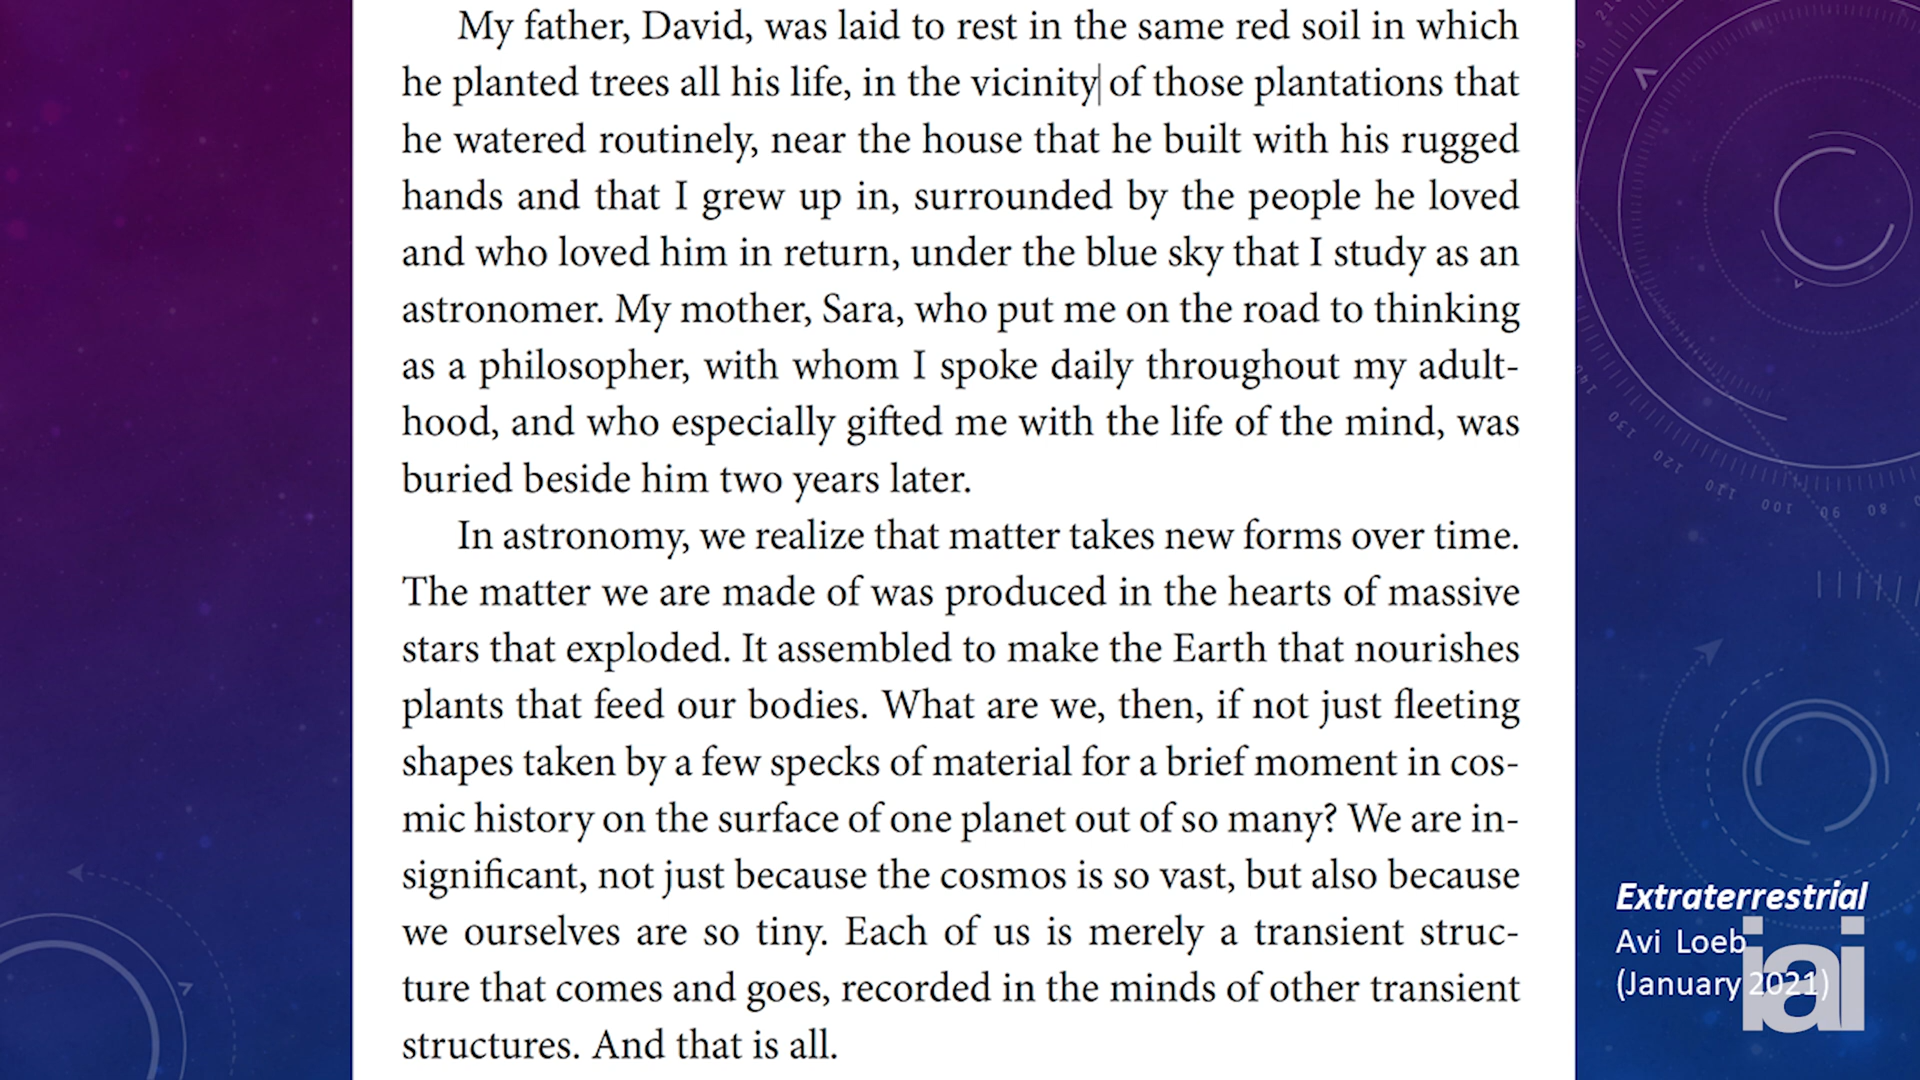 My father, David, was laid to rest in the same red soil in which
he planted trees all his life, in the vicinity of those plantations that
he watered routinely, near the house that he built with his rugged
hands and that I grew up in, surrounded by the people he loved
and who loved him in return, under the blue sky that I study as an
astronomer. My mother, Sara, who put me on the road to thinking
as a philosopher, with whom I spoke daily throughout my adult-
hood, and who especially gifted me with the life of the mind, was
buried beside him two years later.
In astronomy, we realize that matter takes new forms over time.
The matter we are made of was produced in the hearts of massive
stars that exploded. It assembled to make the Earth that nourishes
plants that feed our bodies. What are we, then, if not just fleeting
shapes taken by a few specks of material for a brief moment in cos-
mic history on the surface of one planet out of so many? We are in-
significant, not just because the cosmos is so vast, but also because
we ourselves are so tiny. Each of us is merely a transient struc-
ture that comes and goes, recorded in the minds of other transient
structures. And that is all.
Extraterrestrial
Avi Loeb
(January 2021)
iai
140
130
120
110
100
90
80